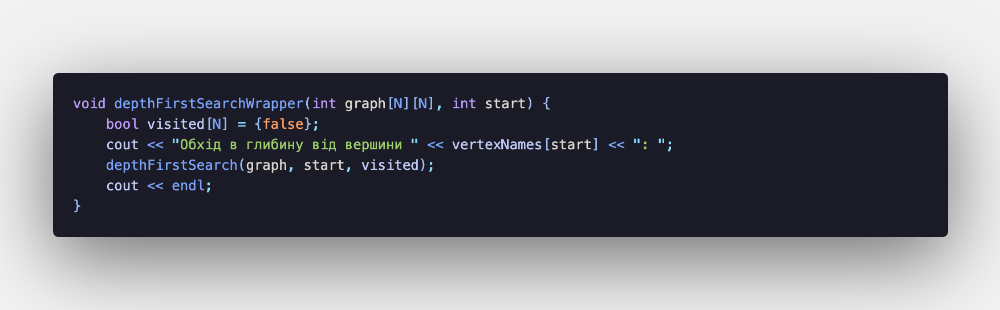 void depthFirstSearchWrapper(int graph[N][N], int start) {
    bool visited[N] = {false};
    cout << "Обхід в глибину від вершини " << vertexNames[start] << ": ";
    depthFirstSearch(graph, start, visited);
    cout << endl;
}